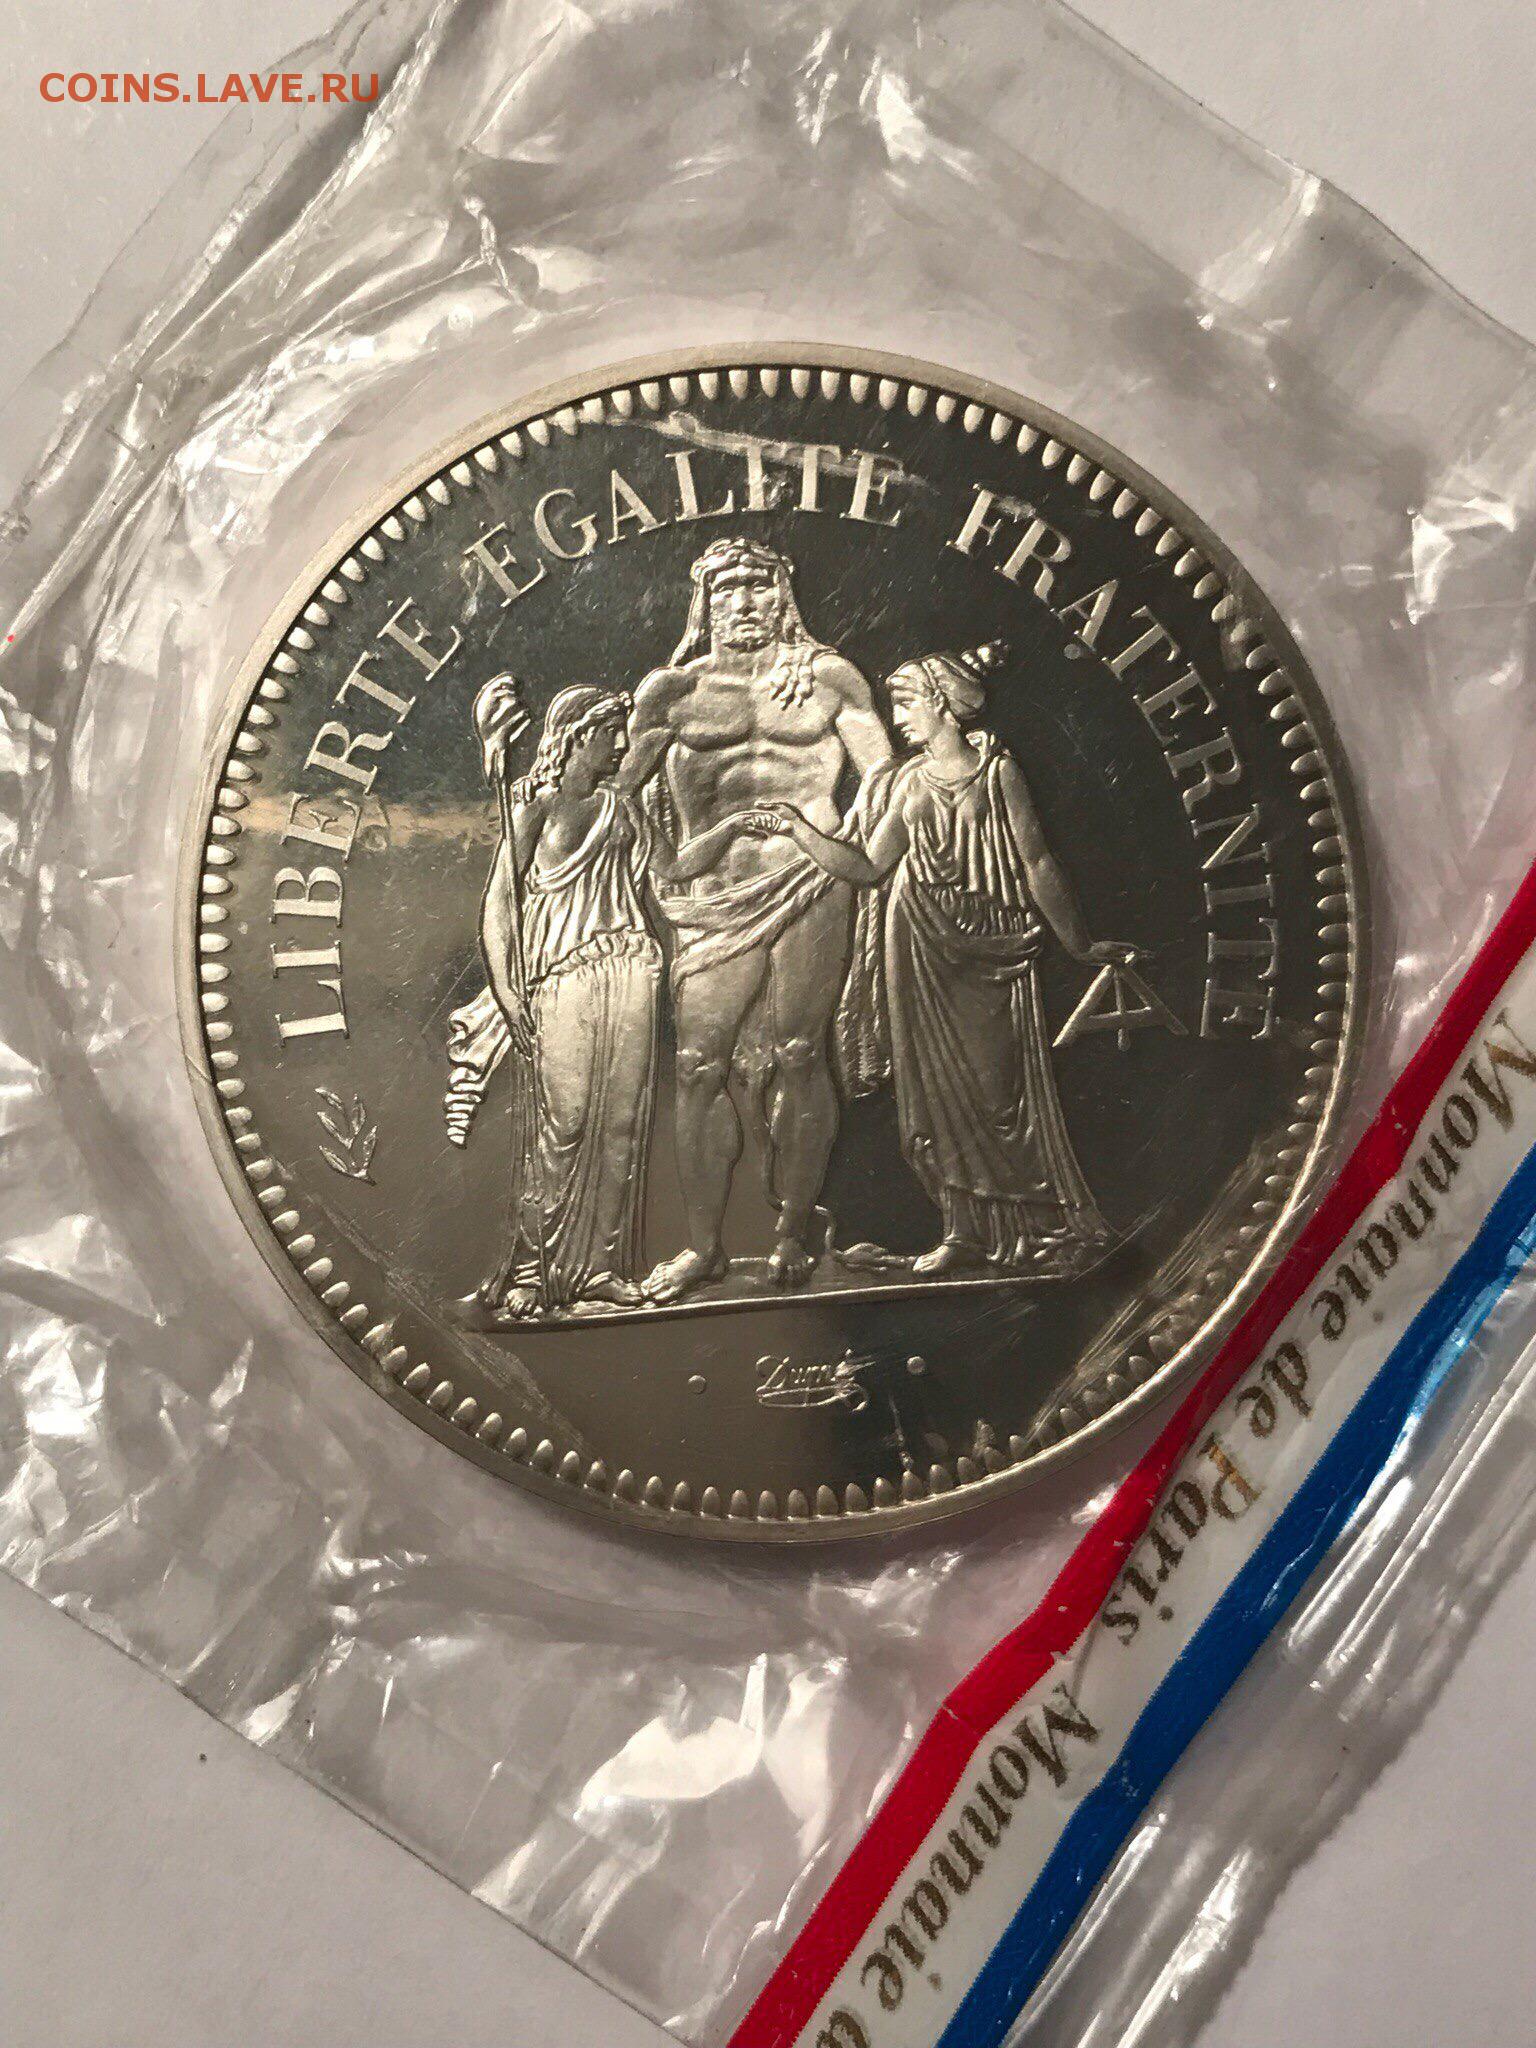 COINS.LAVE.RU
LIBERTE EGALITE FRATERNITE
Monnaie de Paris Monnaie d